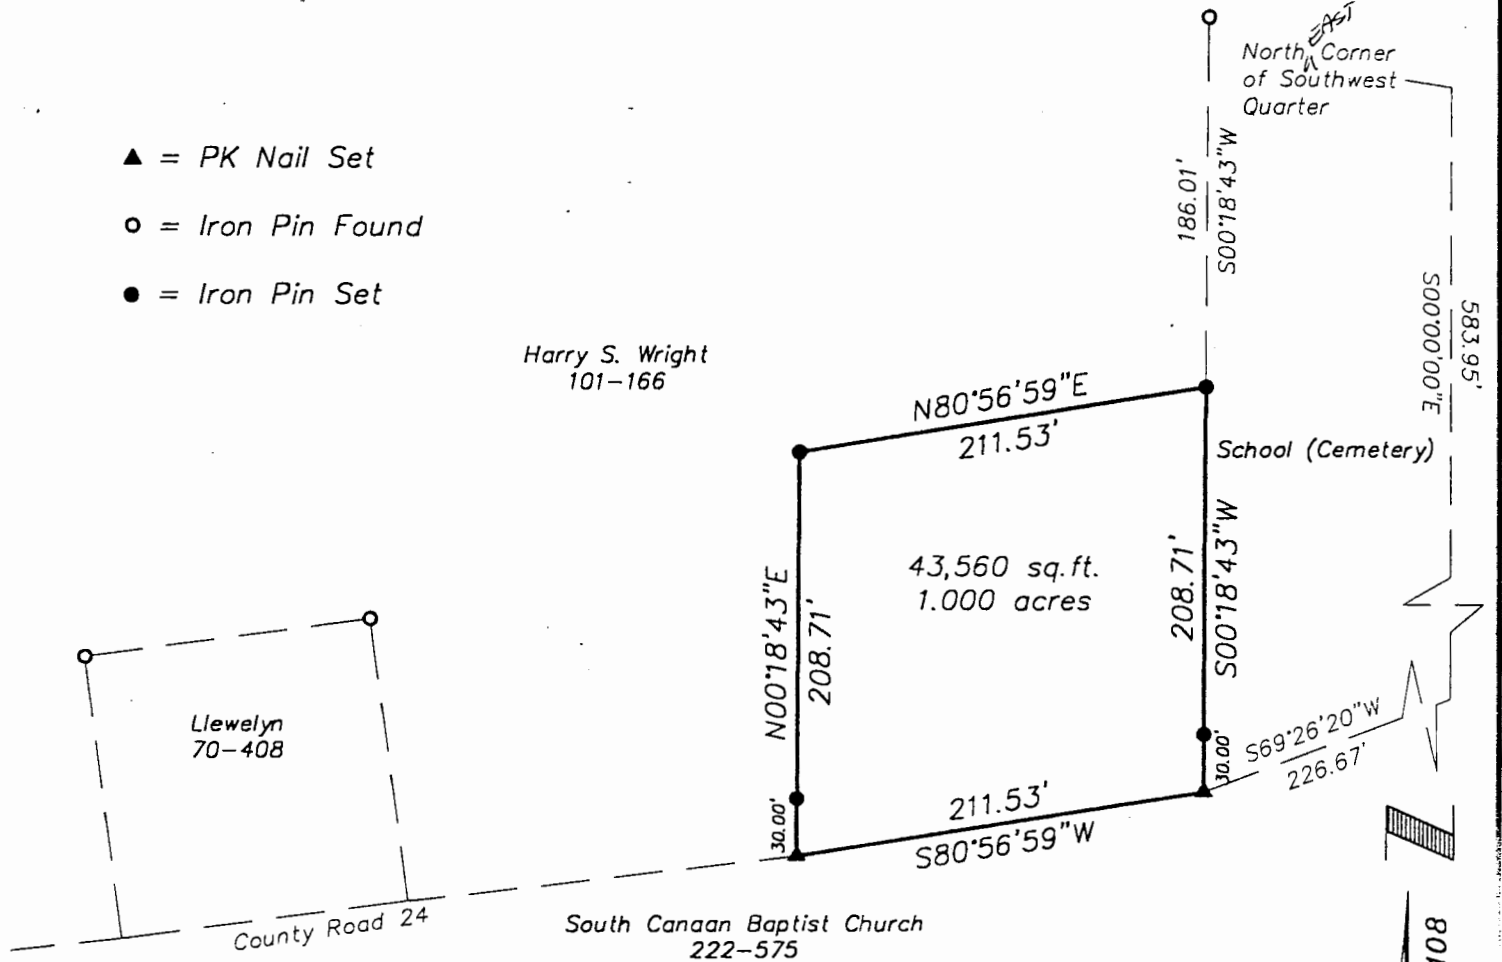 EAST
North Corner
of Southwest
Quarter
▲ = PK Nail Set
○ = Iron Pin Found
● = Iron Pin Set
186.01'
S00°18'43"W
583.95'
S00°00'00"E
Harry S. Wright
101-166
N80°56'59"E
211.53'
School (Cemetery)
43,560 sq.ft.
1.000 acres
N00°18'43"E
208.71'
208.71'
S00°18'43"W
Llewelyn
70-408
30.00'
30.00'
S69°26'20"W
226.67'
211.53'
S80°56'59"W
County Road 24
South Canaan Baptist Church
222-575